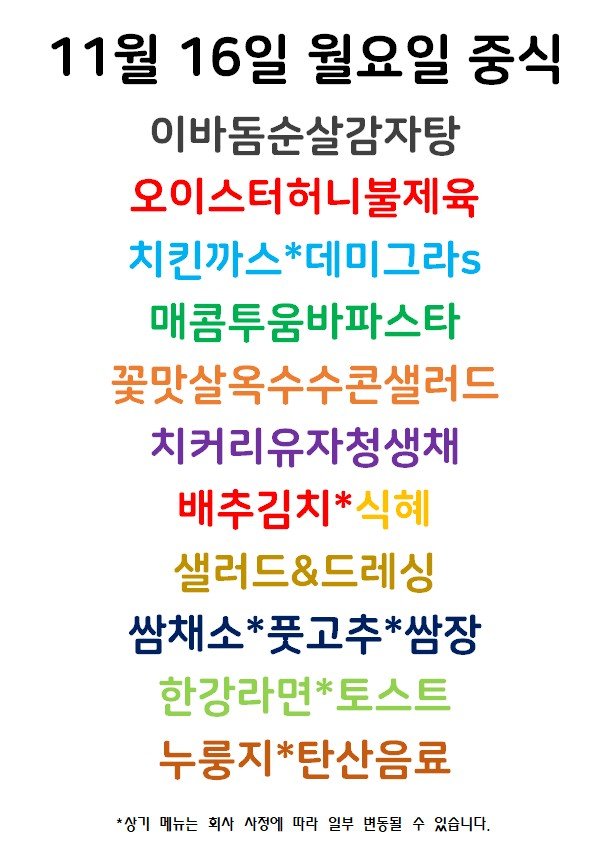 11월 16일 월요일 중식
이바돔순살감자탕
오이스터허니불제육
치킨까스*데미그라s
매콤투움바파스타
꽃맛살옥수수콘샐러드
치커리유자청생채
배추김치*식혜
샐러드&드레싱
쌈채소*풋고추*쌈장
한강라면*토스트
누룽지*탄산음료
*상기 메뉴는 회사 사정에 따라 일부 변동될 수 있습니다.